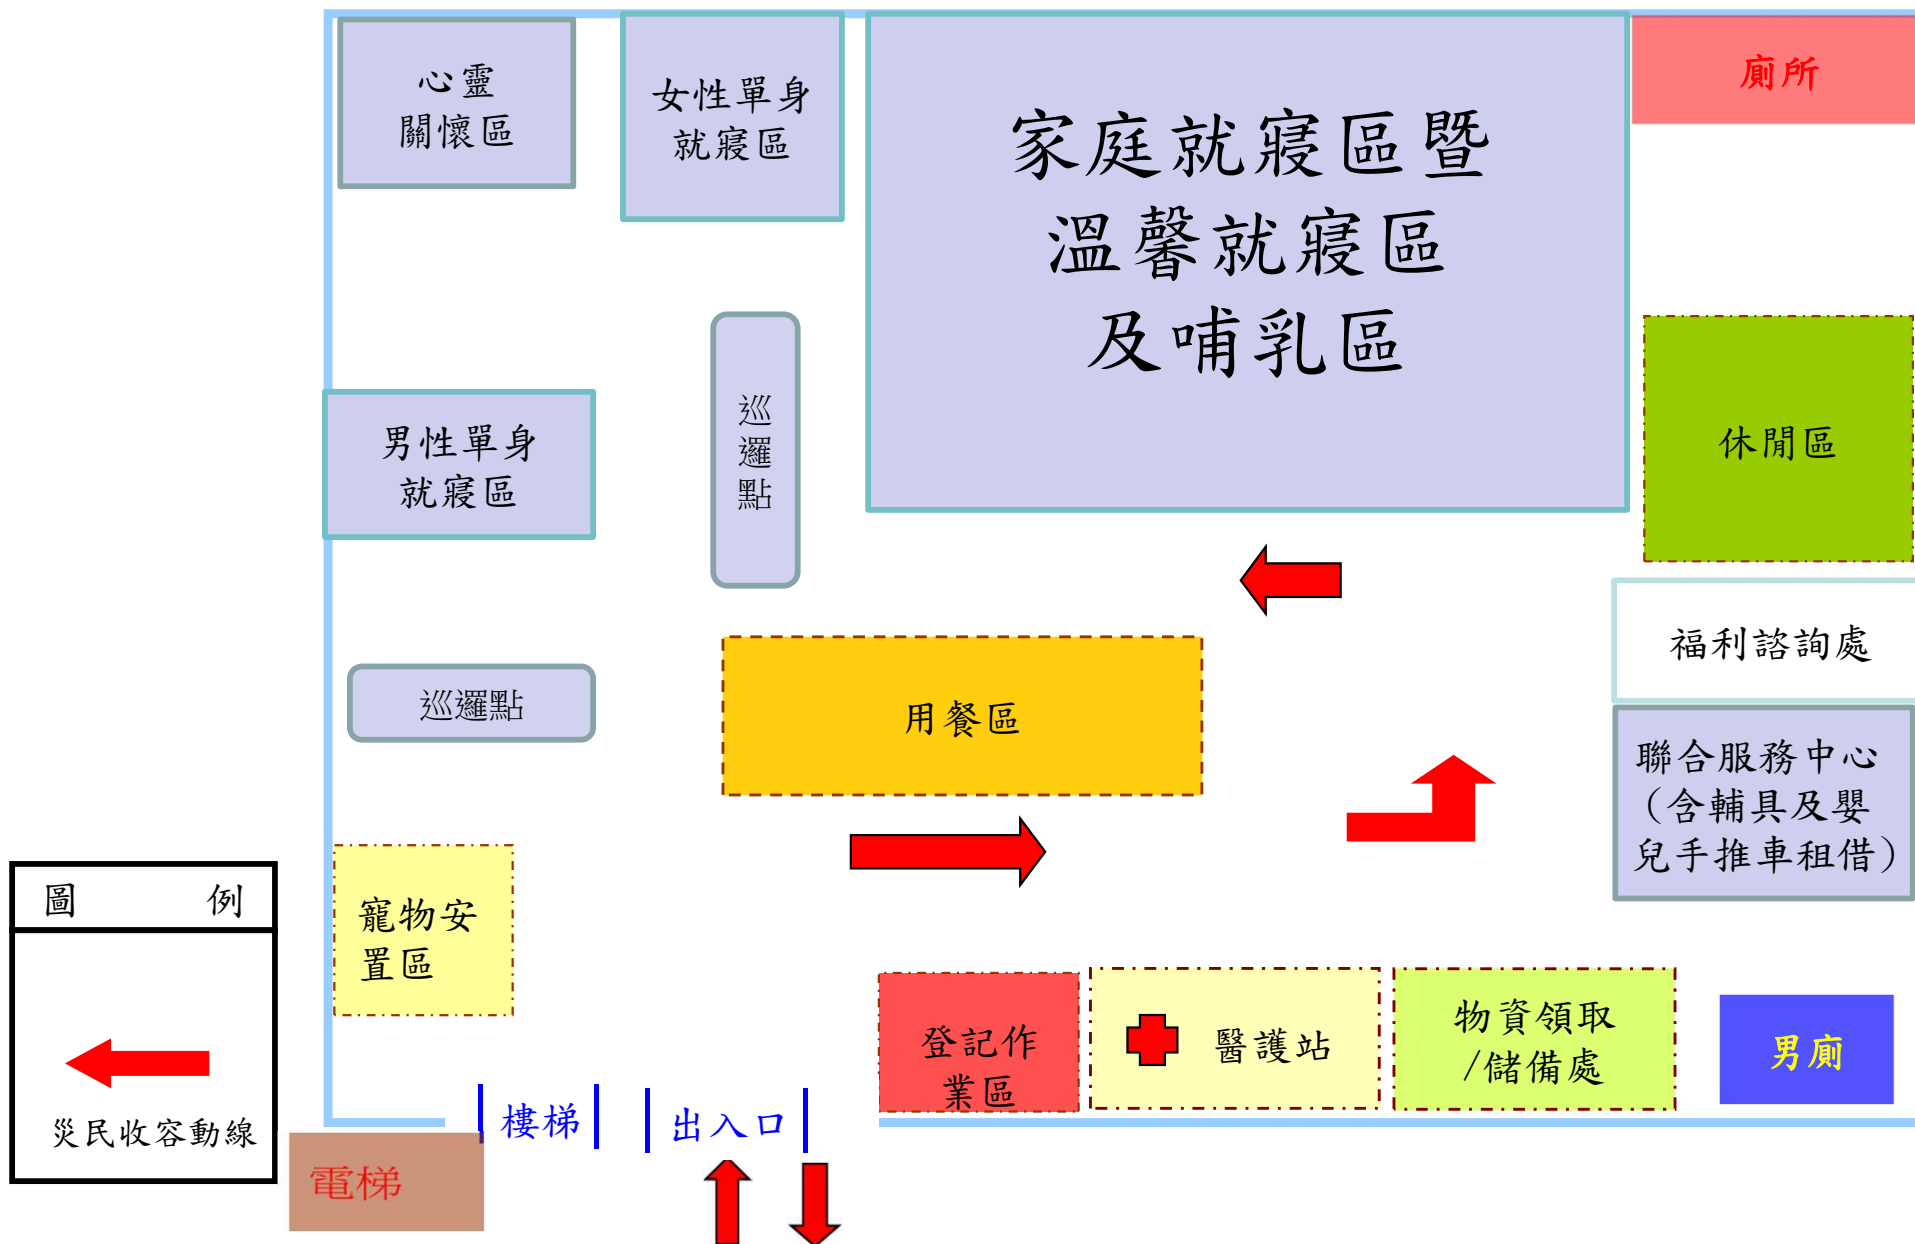 心靈
關懷區
女性單身
就寢區
家庭就寢區暨
溫馨就寢區
及哺乳區
廁所
男性單身
就寢區
巡
邏
點
休閒區
福利諮詢處
巡邏點
用餐區
聯合服務中心
（含輔具及嬰
兒手推車租借）
圖 例
災民收容動線
寵物安
置區
登記作
業區
醫護站
物資領取
/儲備處
男廁
樓梯
出入口
電梯